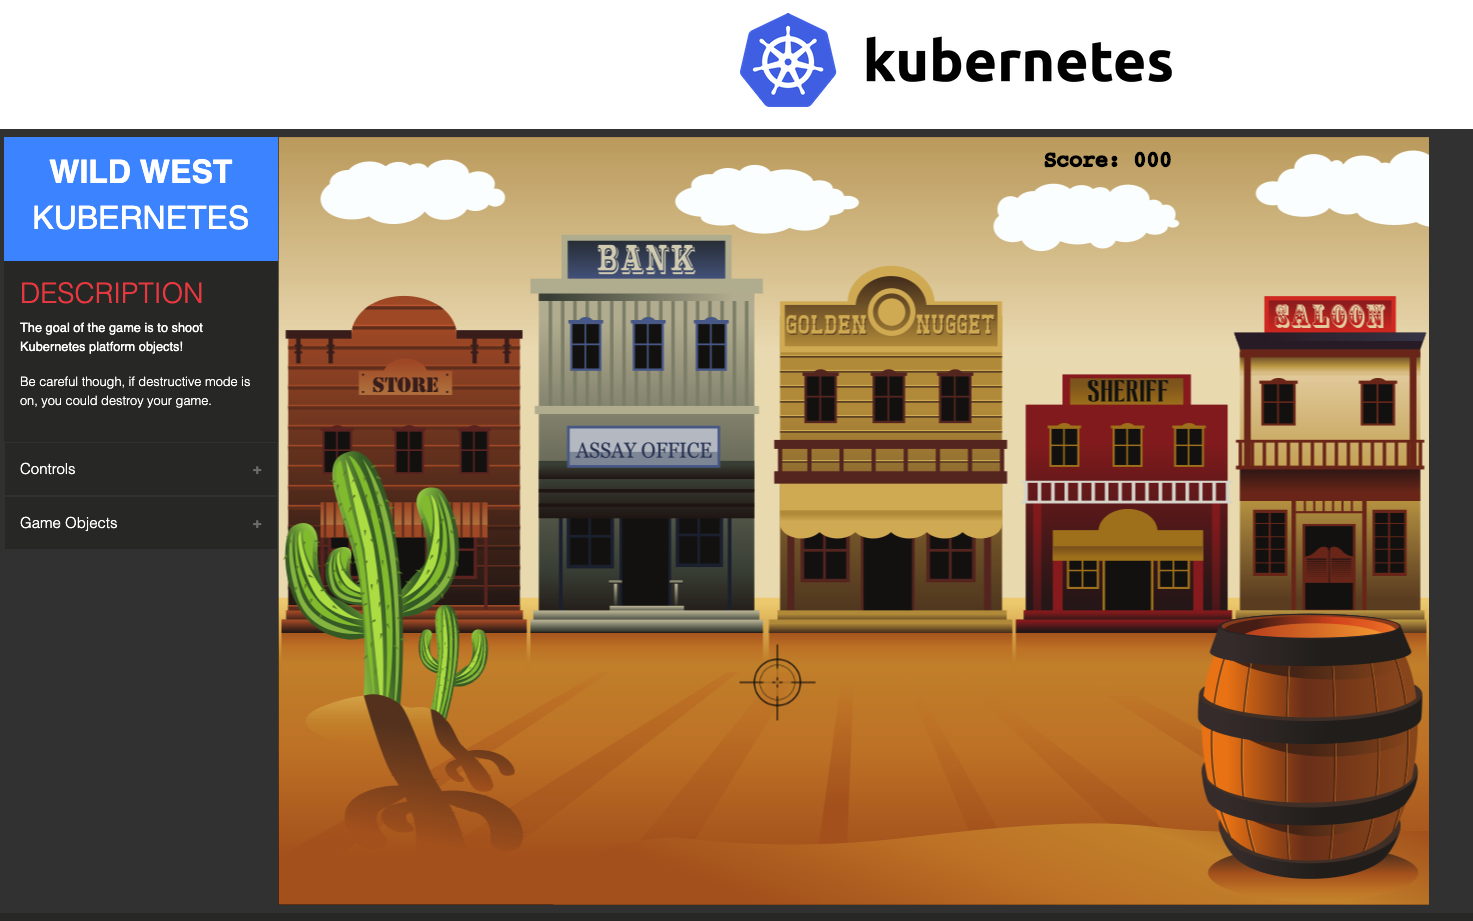 kubernetes
WILD WEST
KUBERNETES
DESCRIPTION
The goal of the game is to shoot
Kubernetes platform objects!
Be careful though, if destructive mode is
on, you could destroy your game.
Controls +
Game Objects +
Score: 000
BANK
GOLDEN NUGGET
SALOON
STORE
SHERIFF
ASSAY OFFICE